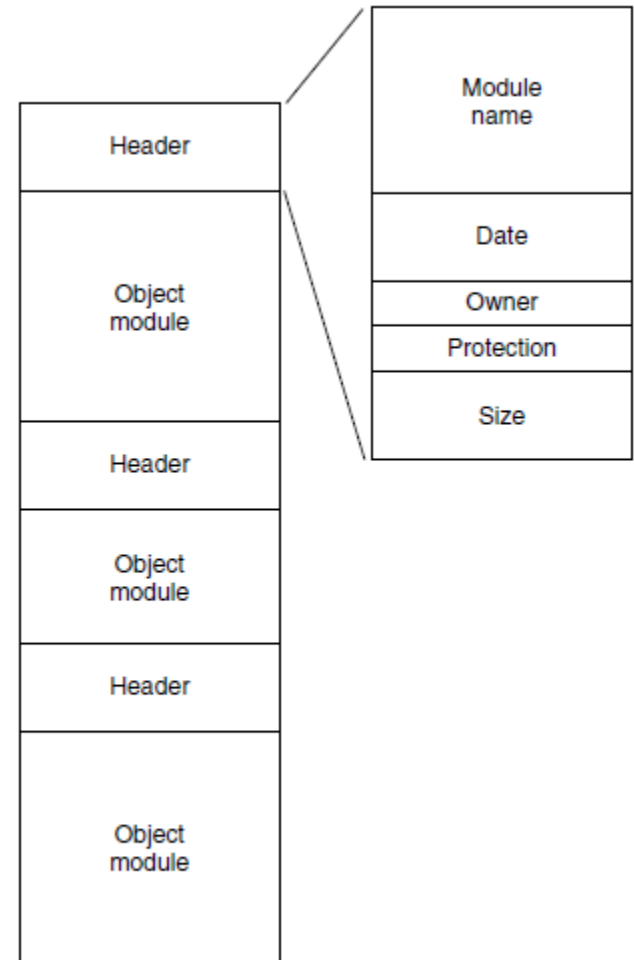 Header
Object
module
Header
Object
module
Header
Object
module
Module
name
Date
Owner
Protection
Size